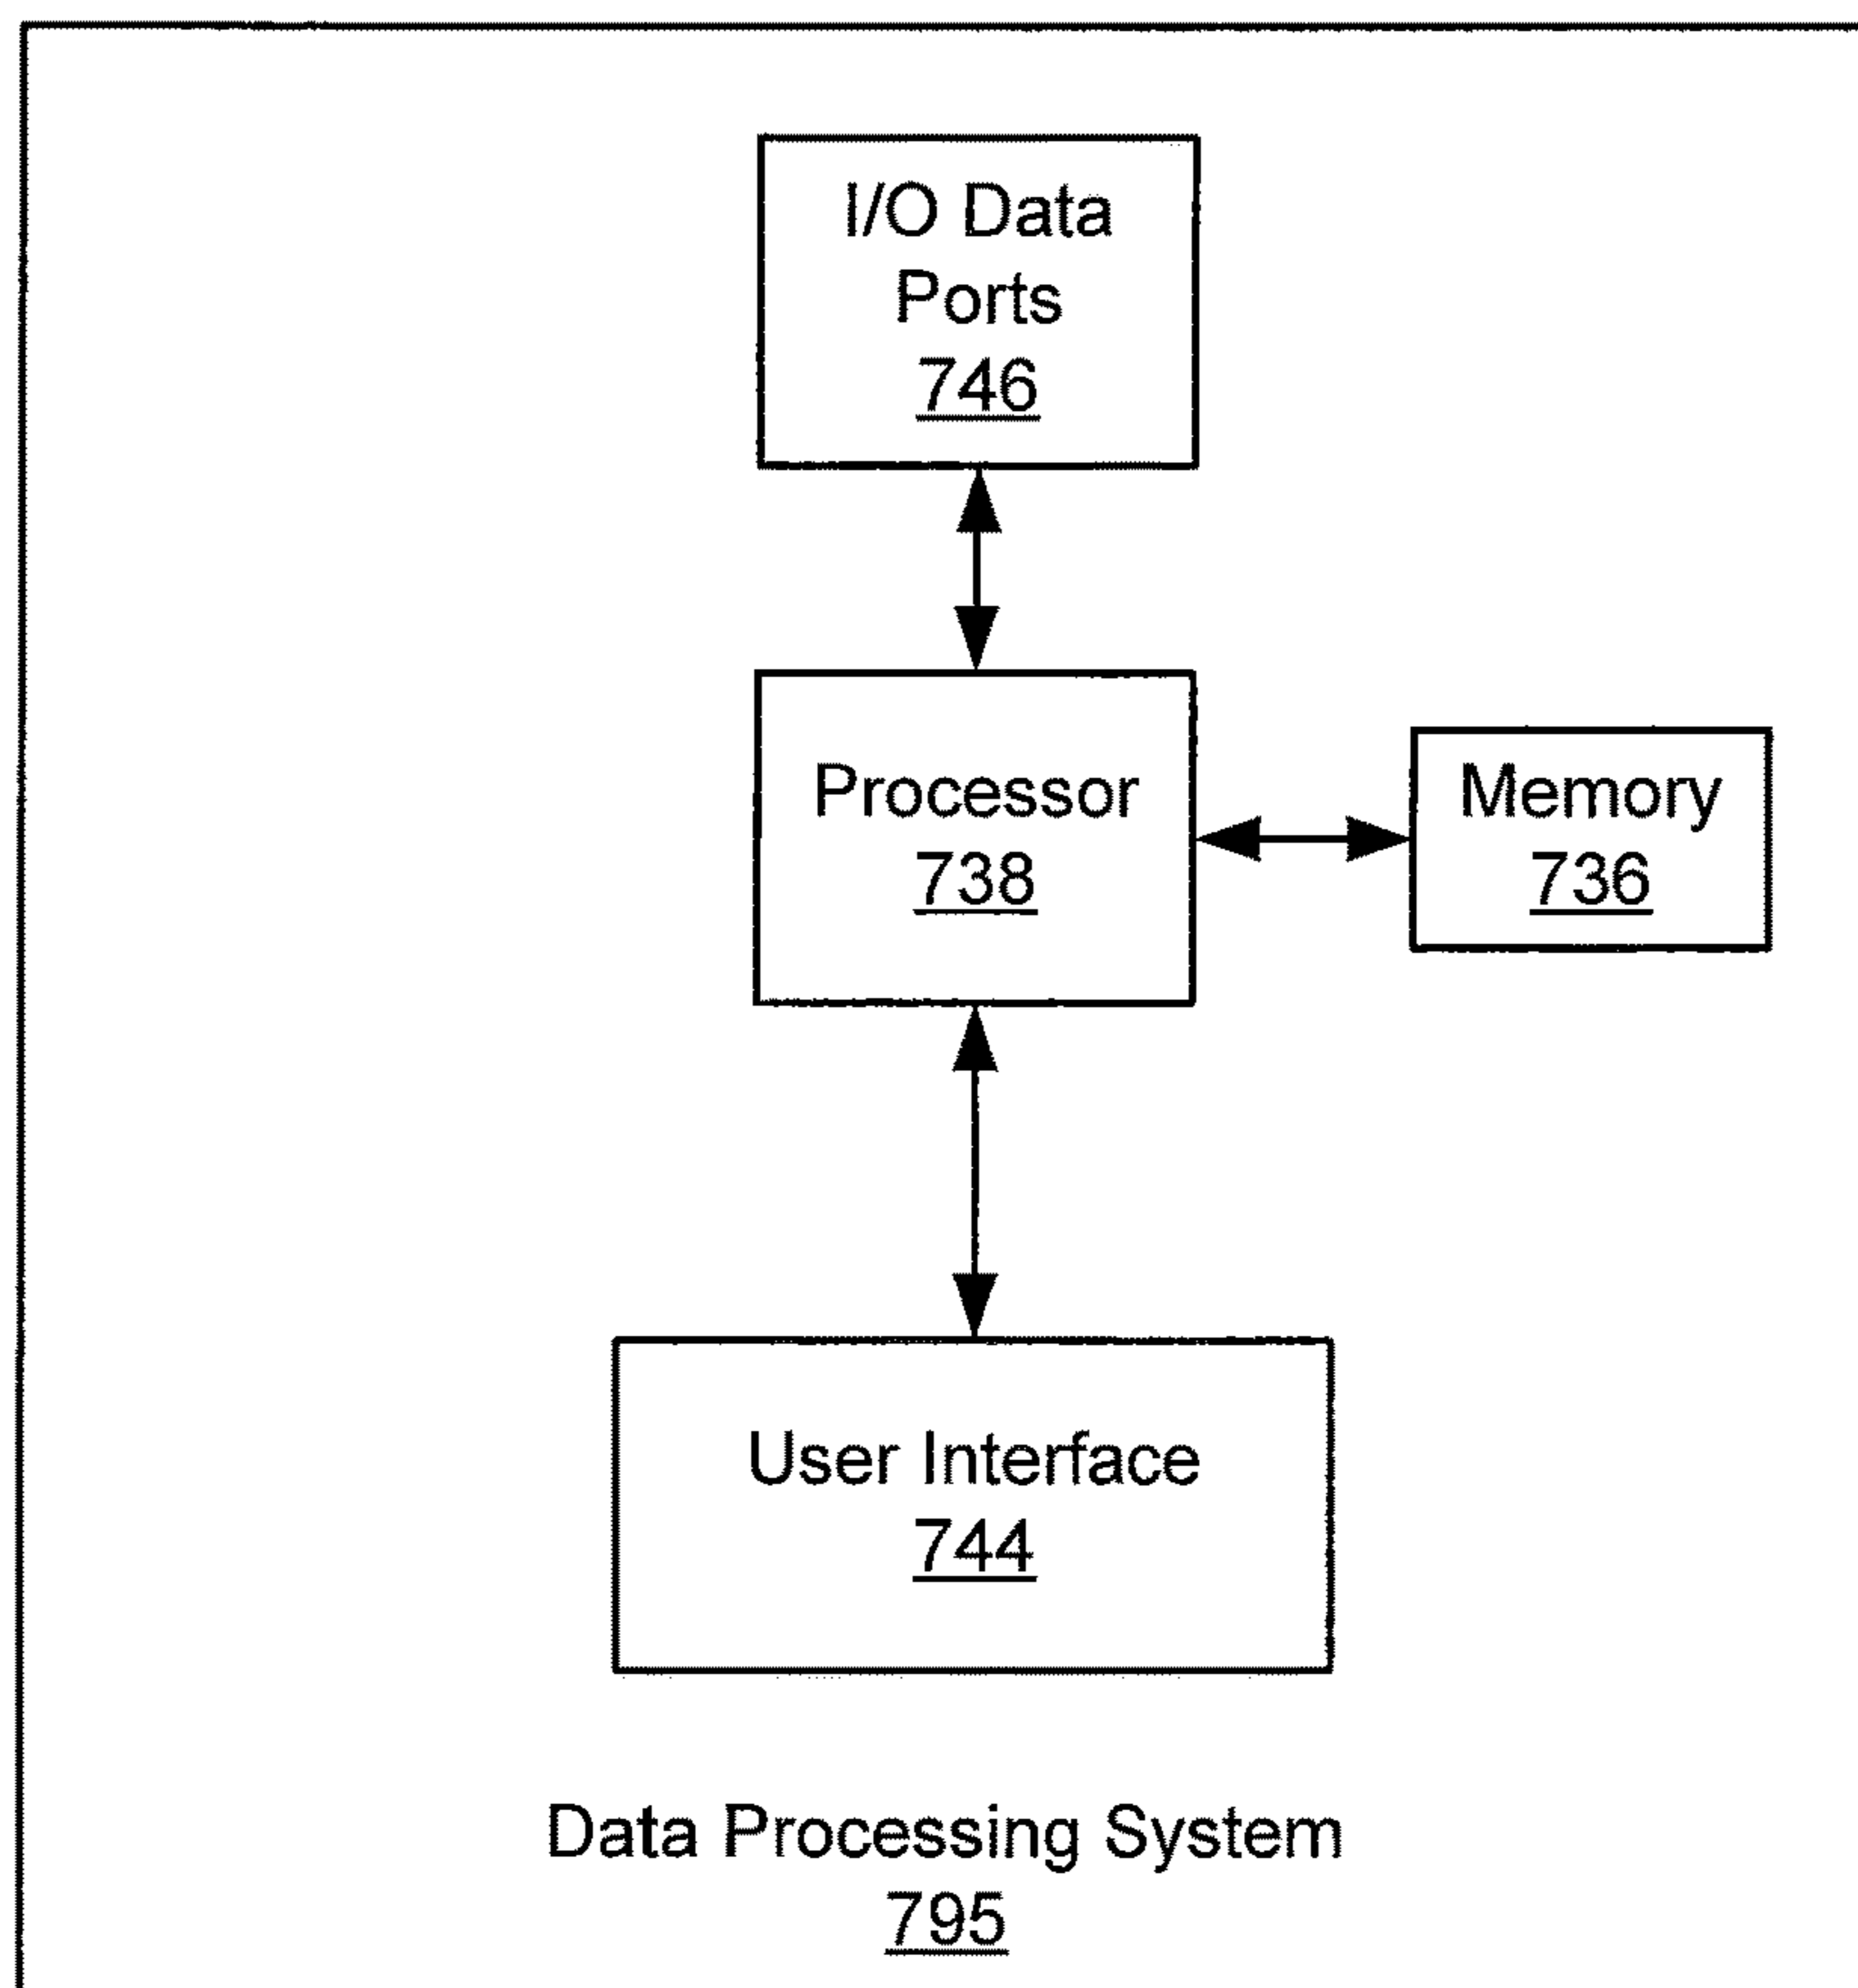 I/O Data
Ports
746
Processor
738
Memory
736
User Interface
744
Data Processing System
795